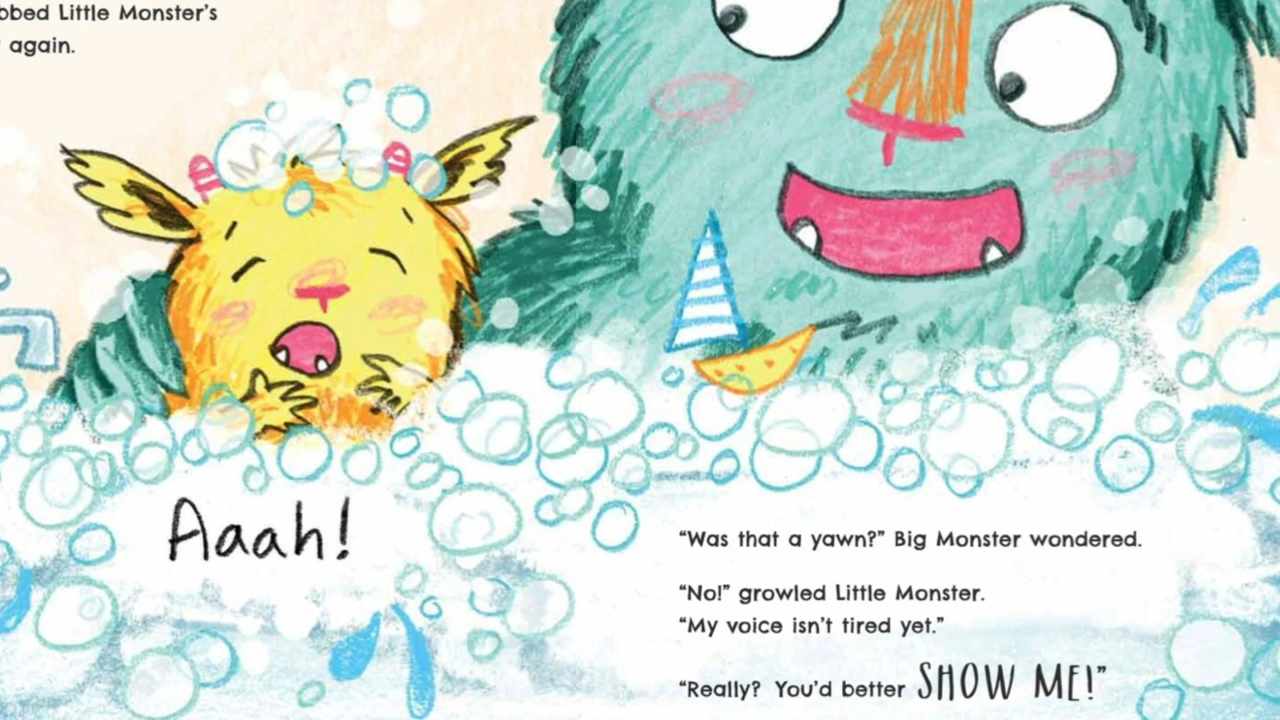 Little Monster's
again.
Aaah!
“Was that a yawn?” Big Monster wondered.
“No!” growled Little Monster.
“My voice isn't tired yet.”
“Really? You'd better SHOW ME!”